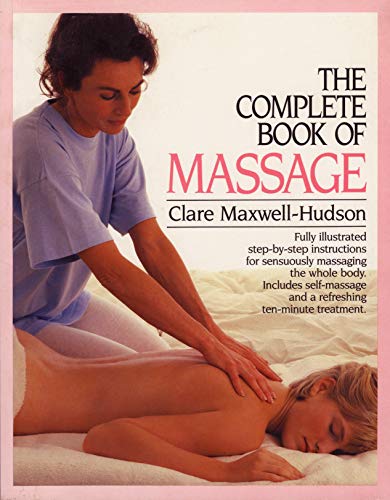 THE
COMPLETE
BOOK OF
MASSAGE
Clare Maxwell-Hudson
Fully illustrated
step-by-step instructions
for sensuously massaging
the whole body.
Includes self-massage
and a refreshing
ten-minute treatment.